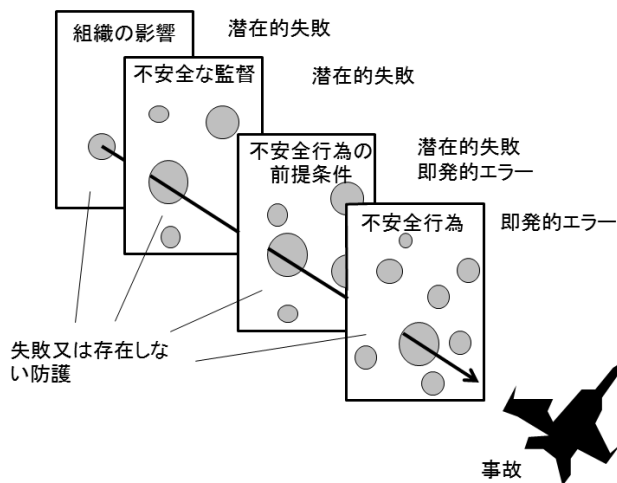 組織の影響
潜在的失敗
不安全な監督
潜在的失敗
不安全行為の
前提条件
潜在的失敗
即発的エラー
不安全行為
即発的エラー
失敗又は存在しな
い防護
事故